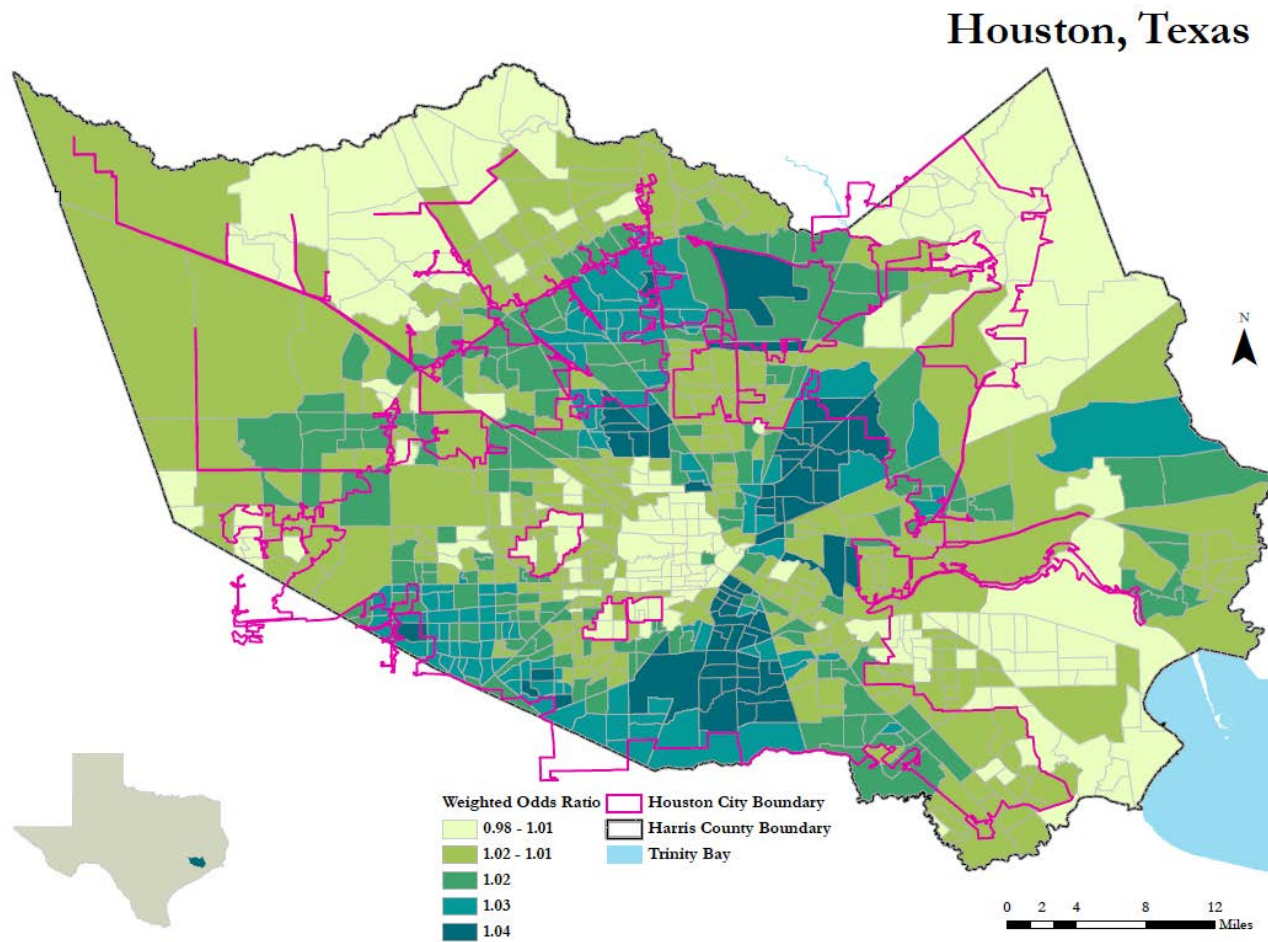 Houston, Texas
N
Weighted Odds Ratio
0.98 - 1.01
1.02 - 1.01
1.02
1.03
1.04
Houston City Boundary
Harris County Boundary
Trinity Bay
0 2 4 8 12
Miles